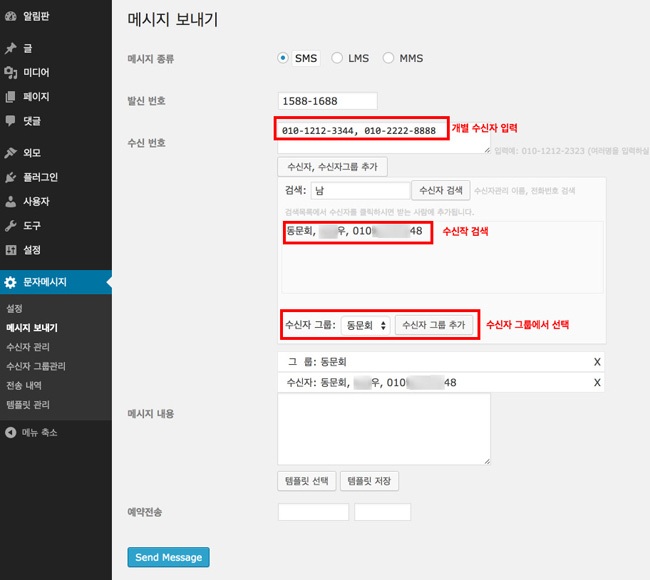 알림판
글
미디어
페이지
댓글
외모
플러그인
사용자
도구
설정
문자메시지
설정
메시지 보내기
수신자 관리
수신자 그룹관리
전송 내역
템플릿 관리
메뉴 축소
메시지 보내기
메시지 종류 SMS LMS MMS
발신 번호 1588-1688
수신 번호 010-1212-3344, 010-2222-8888 개별 수신자 입력
입력예: 010-1212-2323 (여러명을 입력하실
수신자, 수신자그룹 추가
검색: 남 수신자 검색 수신자관리 이름, 전화번호 검색
검색목록에서 수신자를 클릭하시면 받는 사람에 추가됩니다.
동문회, 우, 010 48 수신작 검색
수신자 그룹: 동문회 수신자 그룹 추가 수신자 그룹에서 선택
그 룹: 동문회 X
수신자: 동문회, 우, 010 48 X
메시지 내용
템플릿 선택 템플릿 저장
예약전송
Send Message